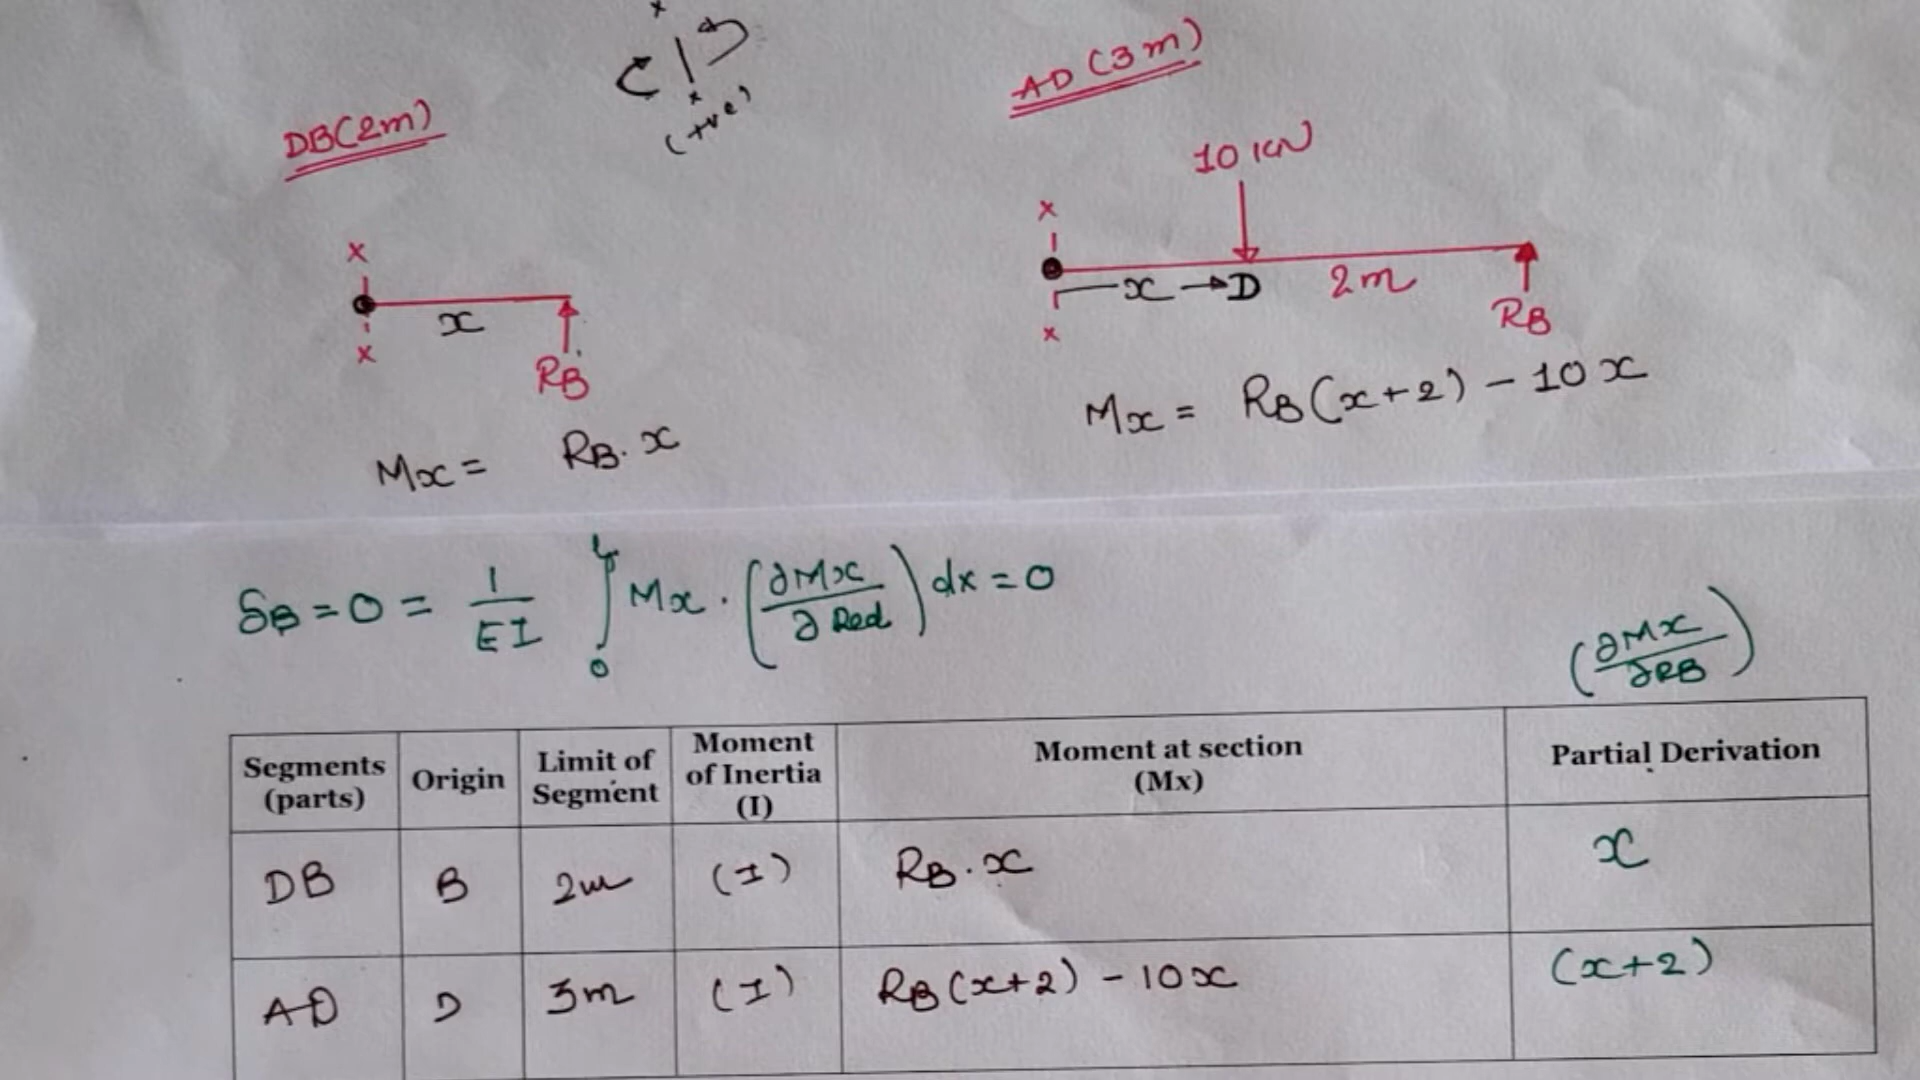 x
(+ve)
x
DB(2m)
x
x
x
RB
Mx = RB.x
AD (3m)
10 KN
x
x
x
D
2m
RB
Mx = RB(x+2) - 10x
δB = 0 = 1/EI ∫₀ᴸ Mx . (∂Mx/∂Red) dx = 0
(∂Mx/∂RB)
Segments (parts) | Origin | Limit of Segment | Moment of Inertia (I) | Moment at section (Mx) | Partial Derivation
DB | B | 2m | (I) | RB.x | x
AD | D | 3m | (I) | RB(x+2) - 10x | (x+2)